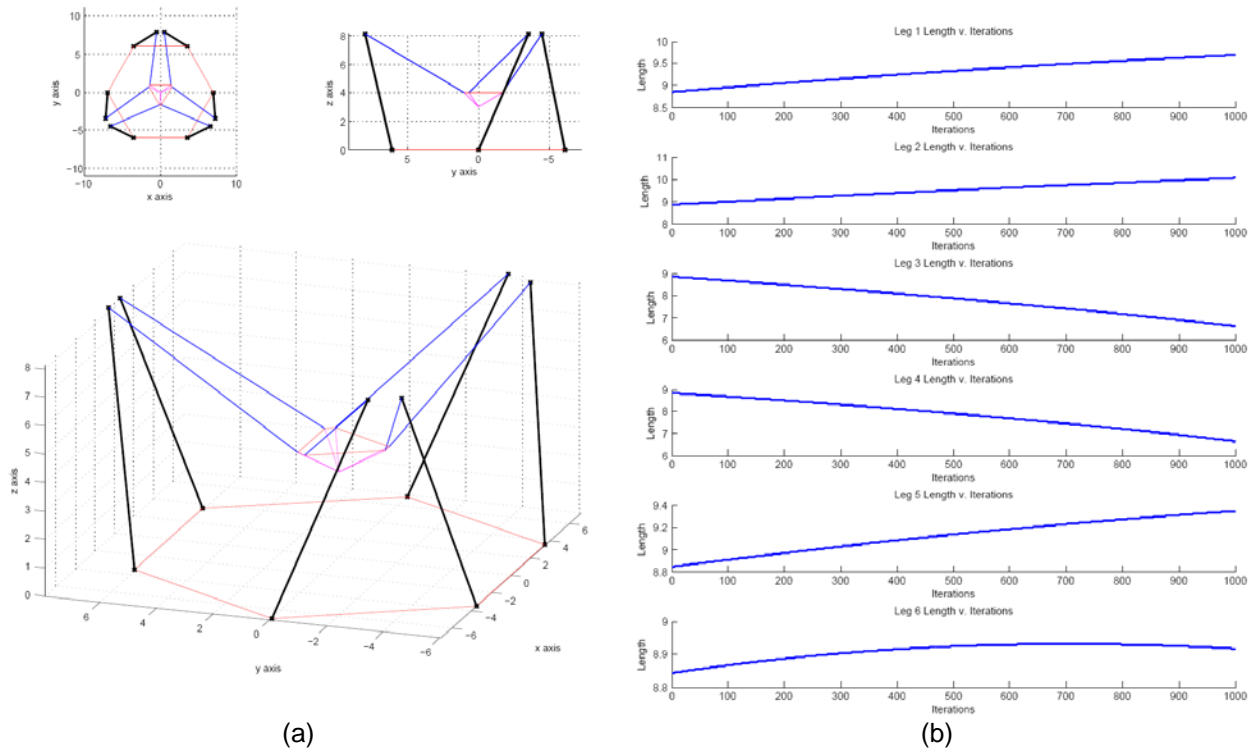 10
5
0
−5
−10
y axis
−10
0
10
x axis
8
6
4
2
0
z axis
5
0
−5
y axis
8
7
6
5
4
3
2
1
0
z axis
6
4
2
0
−2
−4
−6
y axis
6
4
2
0
−2
−4
−6
x axis
(a)
Leg 1 Length v. Iterations
10
9.5
9
8.5
Length
0 100 200 300 400 500 600 700 800 900 1000
Iterations
Leg 2 Length v. Iterations
11
10
9
8
Length
0 100 200 300 400 500 600 700 800 900 1000
Iterations
Leg 3 Length v. Iterations
9
8
7
6
Length
0 100 200 300 400 500 600 700 800 900 1000
Iterations
Leg 4 Length v. Iterations
9
8
7
6
Length
0 100 200 300 400 500 600 700 800 900 1000
Iterations
Leg 5 Length v. Iterations
9.4
9
8.8
Length
0 100 200 300 400 500 600 700 800 900 1000
Iterations
Leg 6 Length v. Iterations
9
8.9
8.8
Length
0 100 200 300 400 500 600 700 800 900 1000
Iterations
(b)